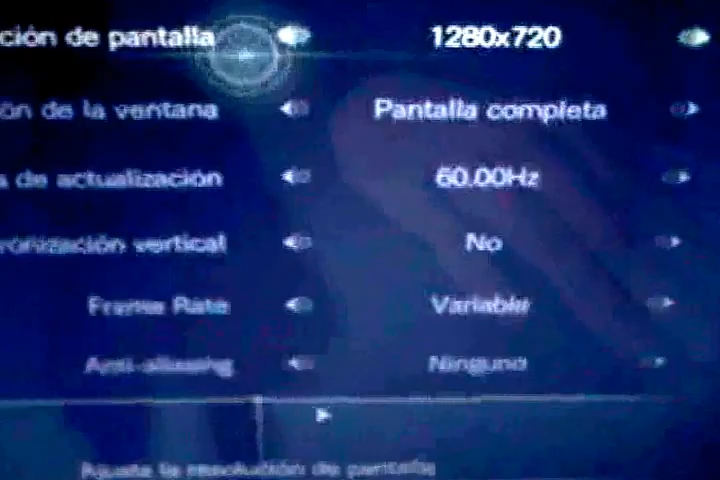 ción de pantalla 1280x720
ón de la ventana Pantalla completa
de actualización 60.00Hz
ronización vertical No
Frame Rate Variable
Anti-aliasing Ninguno
Ajusta la resolución de pantalla